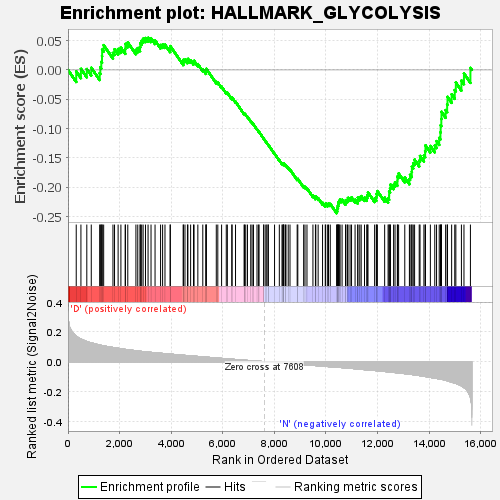 Enrichment plot: HALLMARK_GLYCOLYSIS
Enrichment score (ES)
0.05
0.00
-0.05
-0.10
-0.15
-0.20
-0.25
Ranked list metric (Signal2Noise)
'D' (positively correlated)
0.4
0.2
0.0
-0.2
-0.4
Zero cross at 7608
'N' (negatively correlated)
0
2,000
4,000
6,000
8,000
10,000
12,000
14,000
16,000
Rank in Ordered Dataset
Enrichment profile
Hits
Ranking metric scores